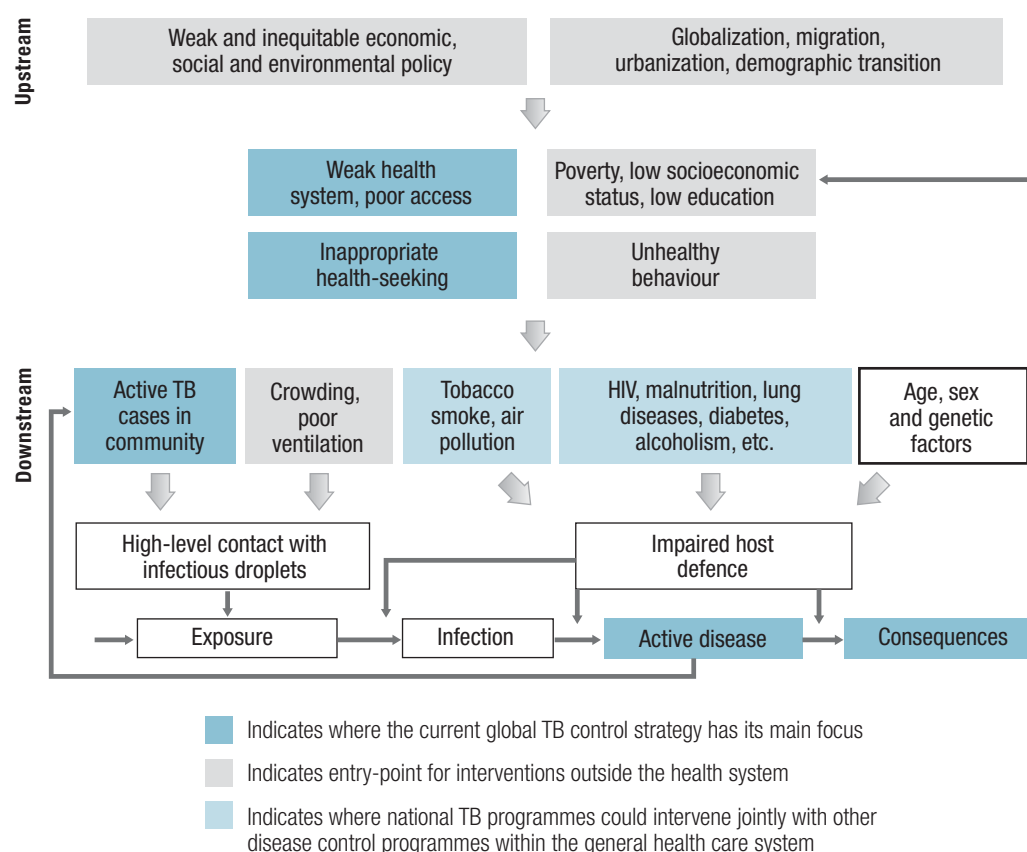 Upstream
Weak and inequitable economic,
social and environmental policy
Globalization, migration,
urbanization, demographic transition
Weak health
system, poor access
Poverty, low socioeconomic
status, low education
Inappropriate
health-seeking
Unhealthy
behaviour
Downstream
Active TB
cases in
community
Crowding,
poor
ventilation
Tobacco
smoke, air
pollution
HIV, malnutrition, lung
diseases, diabetes,
alcoholism, etc.
Age, sex
and genetic
factors
High-level contact with
infectious droplets
Impaired host
defence
Exposure
Infection
Active disease
Consequences
Indicates where the current global TB control strategy has its main focus
Indicates entry-point for interventions outside the health system
Indicates where national TB programmes could intervene jointly with other
disease control programmes within the general health care system